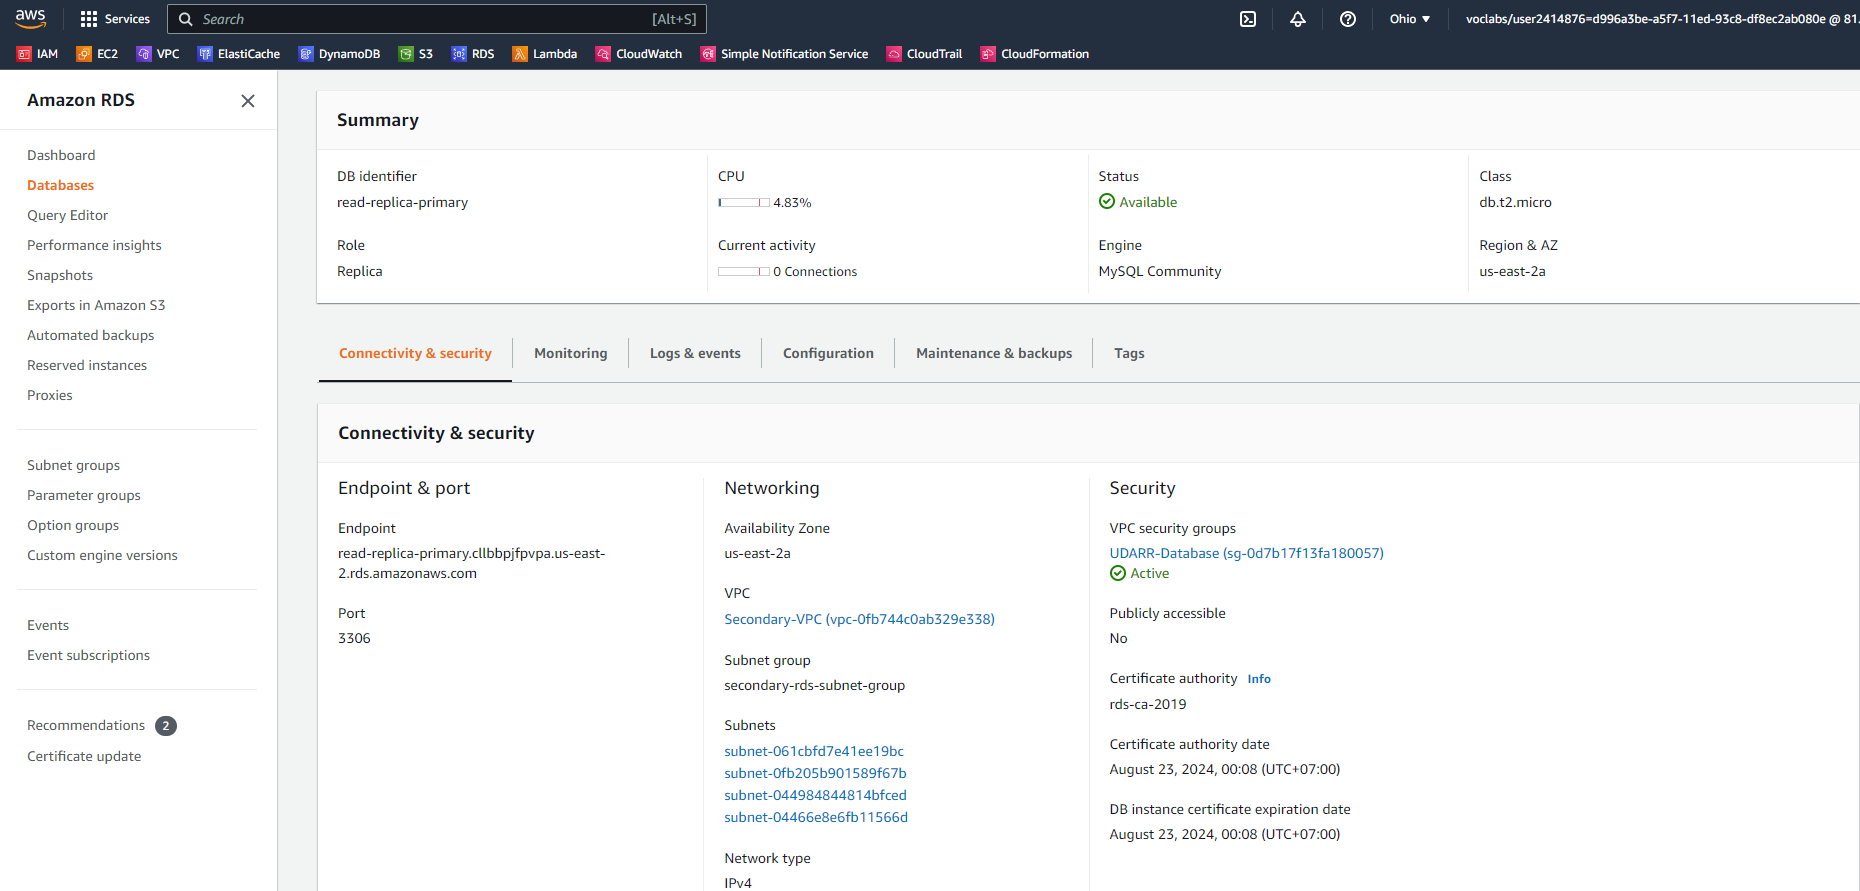 aws
Services
Search
[Alt+S]
Ohio
voclabs/user2414876=d996a3be-a5f7-11ed-93c8-df8ec2ab080e @ 81
IAM
EC2
VPC
ElastiCache
DynamoDB
S3
RDS
Lambda
CloudWatch
Simple Notification Service
CloudTrail
CloudFormation
Amazon RDS
Dashboard
Databases
Query Editor
Performance insights
Snapshots
Exports in Amazon S3
Automated backups
Reserved instances
Proxies
Subnet groups
Parameter groups
Option groups
Custom engine versions
Events
Event subscriptions
Recommendations 2
Certificate update
Summary
DB identifier
read-replica-primary
Role
Replica
CPU
4.83%
Current activity
0 Connections
Status
Available
Engine
MySQL Community
Class
db.t2.micro
Region & AZ
us-east-2a
Connectivity & security
Monitoring
Logs & events
Configuration
Maintenance & backups
Tags
Connectivity & security
Endpoint & port
Endpoint
read-replica-primary.cllbbpjfpvpa.us-east-
2.rds.amazonaws.com
Port
3306
Networking
Availability Zone
us-east-2a
VPC
Secondary-VPC (vpc-0fb744c0ab329e338)
Subnet group
secondary-rds-subnet-group
Subnets
subnet-061cbfd7e41ee19bc
subnet-0fb205b901589f67b
subnet-044984844814bfced
subnet-04466e8e6fb11566d
Network type
IPv4
Security
VPC security groups
UDARR-Database (sg-0d7b17f13fa180057)
Active
Publicly accessible
No
Certificate authority Info
rds-ca-2019
Certificate authority date
August 23, 2024, 00:08 (UTC+07:00)
DB instance certificate expiration date
August 23, 2024, 00:08 (UTC+07:00)